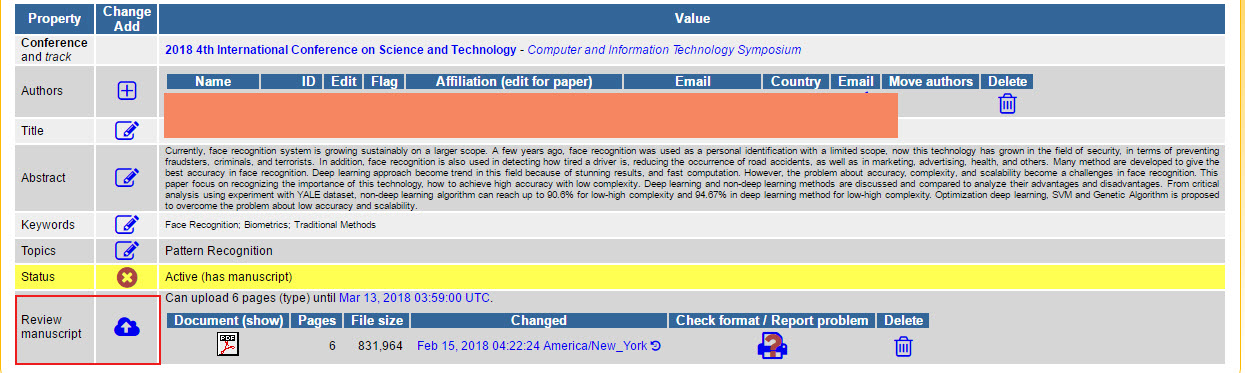 Property Change Add Value
Conference and track 2018 4th International Conference on Science and Technology - Computer and Information Technology Symposium
Authors Name ID Edit Flag Affiliation (edit for paper) Email Country Email Move authors Delete
Title
Abstract
Currently, face recognition system is growing sustainably on a larger scope. A few years ago, face recognition was used as a personal identification with a limited scope, now this technology has grown in the field of security, in terms of preventing
fraudsters, criminals, and terrorists. In addition, face recognition is also used in detecting how tired a driver is, reducing the occurrence of road accidents, as well as in marketing, advertising, health, and others. Many method are developed to give the
best accuracy in face recognition. Deep learning approach become trend in this field because of stunning results, and fast computation. However, the problem about accuracy, complexity, and scalability become a challenges in face recognition. This
paper focus on recognizing the importance of this technology, how to achieve high accuracy with low complexity. Deep learning and non-deep learning methods are discussed and compared to analyze their advantages and disadvantages. From critical
analysis using experiment with YALE dataset, non-deep learning algorithm can reach up to 90.6% for low-high complexity and 94.67% in deep learning method for low-high complexity. Optimization deep learning, SVM and Genetic Algorithm is proposed
to overcome the problem about low accuracy and scalability.
Keywords Face Recognition; Biometrics; Traditional Methods
Topics Pattern Recognition
Status Active (has manuscript)
Review manuscript
Can upload 6 pages (type) until Mar 13, 2018 03:59:00 UTC.
Document (show) Pages File size Changed Check format / Report problem Delete
PDF 6 831,964 Feb 15, 2018 04:22:24 America/New_York